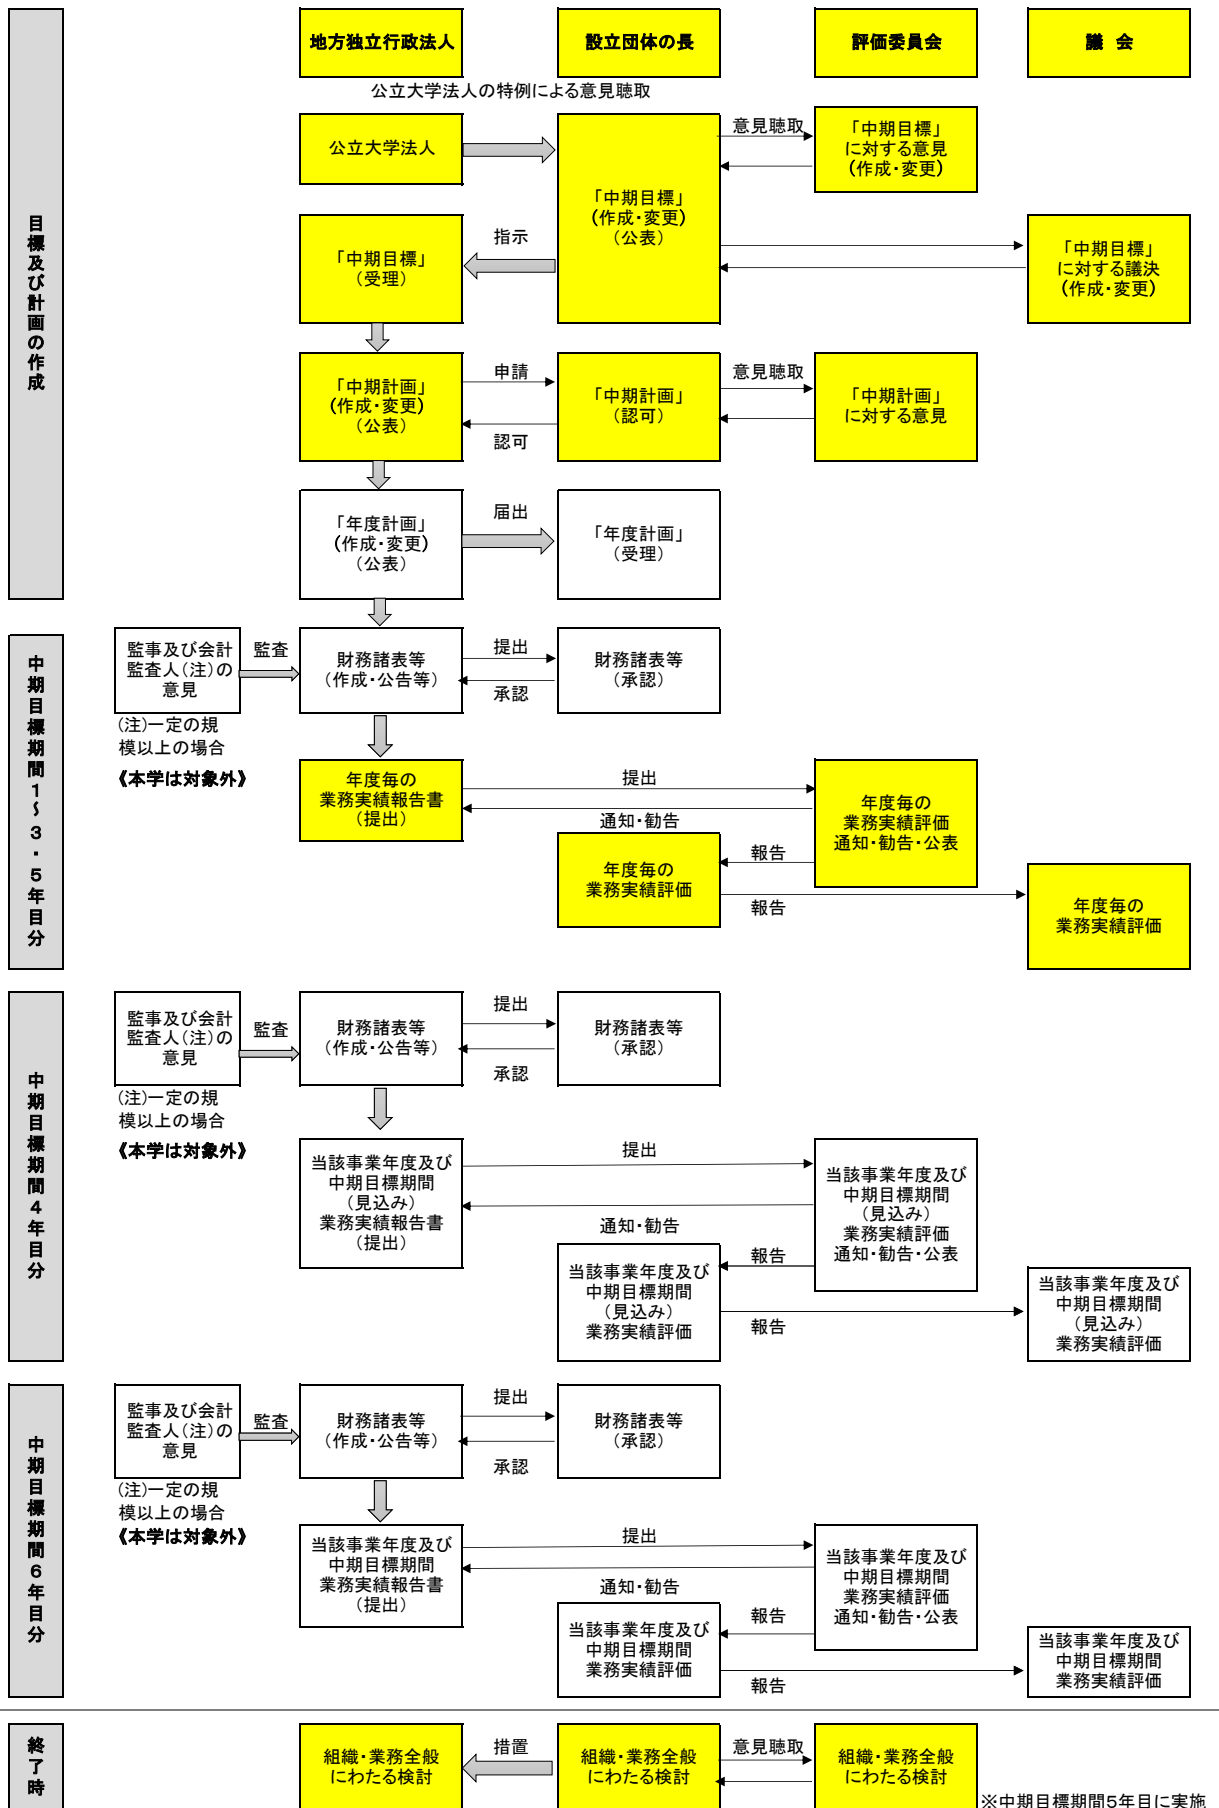 地方独立行政法人
設立団体の長
評価委員会
議 会
公立大学法人の特例による意見聴取
目標及び計画の作成
公立大学法人
「中期目標」
(作成・変更)
(公表)
意見聴取
「中期目標」
に対する意見
(作成・変更)
「中期目標」
(受理)
指示
「中期目標」
に対する議決
(作成・変更)
「中期計画」
(作成・変更)
(公表)
申請
認可
「中期計画」
(認可)
意見聴取
「中期計画」
に対する意見
「年度計画」
(作成・変更)
(公表)
届出
「年度計画」
(受理)
中期目標期間1～3・5年目分
監事及び会計
監査人(注)の
意見
監査
(注)一定の規
模以上の場合
《本学は対象外》
財務諸表等
(作成・公告等)
提出
承認
財務諸表等
(承認)
年度毎の
業務実績報告書
(提出)
提出
通知・勧告
年度毎の
業務実績評価
通知・勧告・公表
報告
年度毎の
業務実績評価
報告
年度毎の
業務実績評価
中期目標期間4年目分
監事及び会計
監査人(注)の
意見
監査
(注)一定の規
模以上の場合
《本学は対象外》
財務諸表等
(作成・公告等)
提出
承認
財務諸表等
(承認)
当該事業年度及び
中期目標期間
(見込み)
業務実績報告書
(提出)
提出
通知・勧告
当該事業年度及び
中期目標期間
(見込み)
業務実績評価
通知・勧告・公表
報告
当該事業年度及び
中期目標期間
(見込み)
業務実績評価
報告
当該事業年度及び
中期目標期間
(見込み)
業務実績評価
中期目標期間6年目分
監事及び会計
監査人(注)の
意見
監査
(注)一定の規
模以上の場合
《本学は対象外》
財務諸表等
(作成・公告等)
提出
承認
財務諸表等
(承認)
当該事業年度及び
中期目標期間
業務実績報告書
(提出)
提出
通知・勧告
当該事業年度及び
中期目標期間
業務実績評価
通知・勧告・公表
報告
当該事業年度及び
中期目標期間
業務実績評価
報告
当該事業年度及び
中期目標期間
業務実績評価
終了時
組織・業務全般
にわたる検討
措置
組織・業務全般
にわたる検討
意見聴取
組織・業務全般
にわたる検討
※中期目標期間5年目に実施